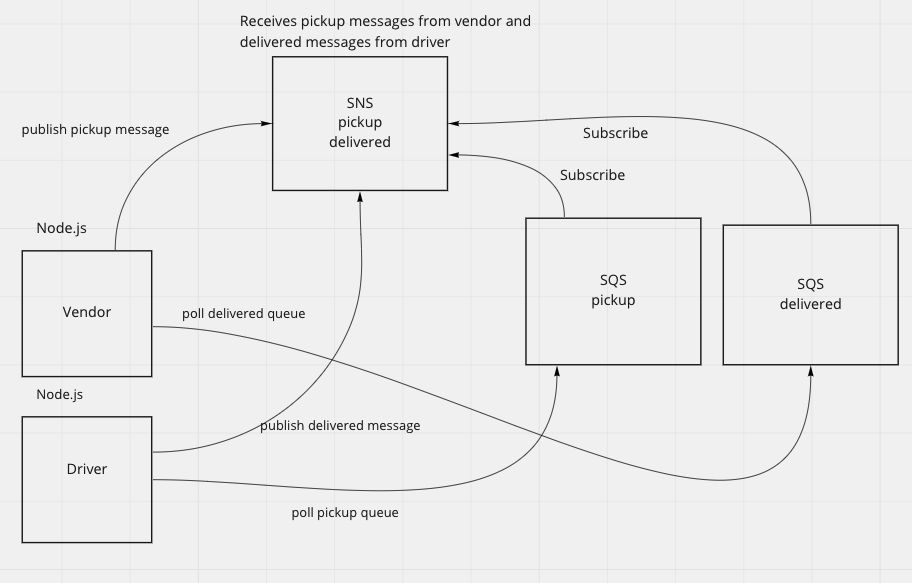 Receives pickup messages from vendor and
delivered messages from driver
SNS
pickup
delivered
publish pickup message
Subscribe
Subscribe
Node.js
Vendor
SQS
pickup
SQS
delivered
poll delivered queue
Node.js
publish delivered message
Driver
poll pickup queue